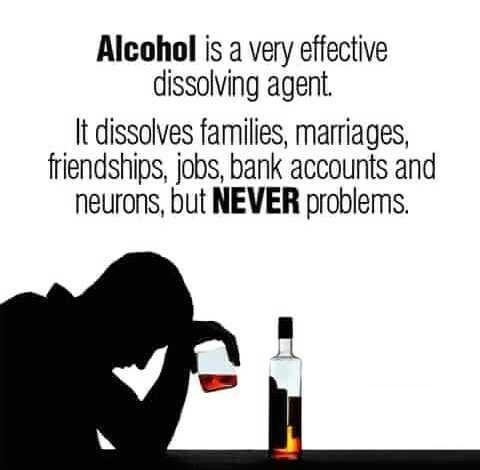 Alcohol is a very effective
dissolving agent.
It dissolves families, marriages,
friendships, jobs, bank accounts and
neurons, but NEVER problems.